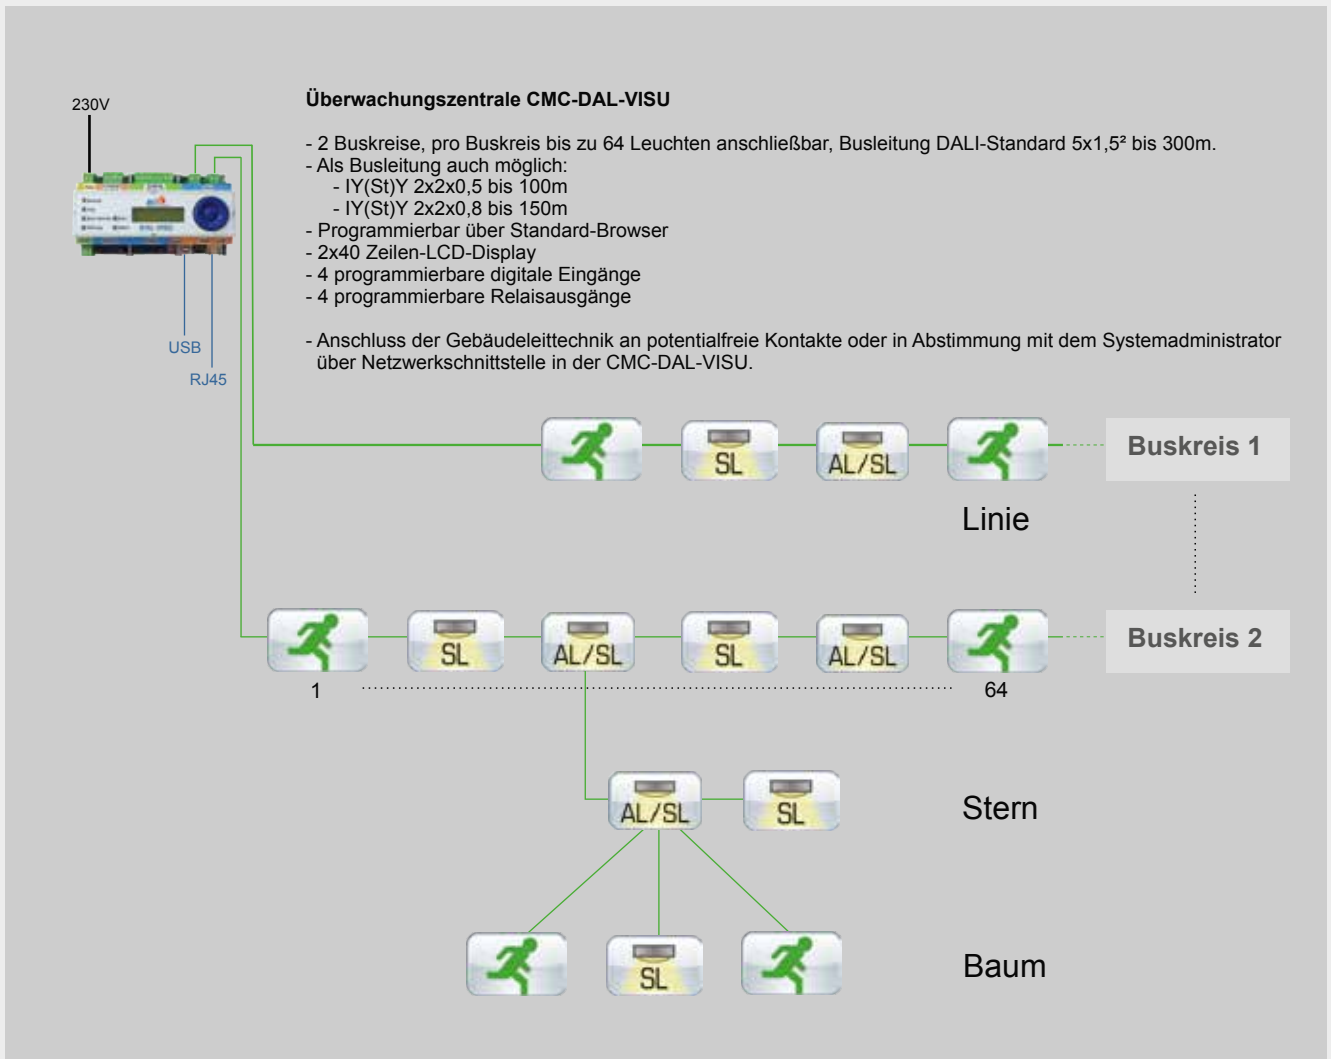 230V
Überwachungszentrale CMC-DAL-VISU
- 2 Buskreise, pro Buskreis bis zu 64 Leuchten anschließbar, Busleitung DALI-Standard 5x1,5² bis 300m.
- Als Busleitung auch möglich:
- IY(St)Y 2x2x0,5 bis 100m
- IY(St)Y 2x2x0,8 bis 150m
- Programmierbar über Standard-Browser
- 2x40 Zeilen-LCD-Display
- 4 programmierbare digitale Eingänge
- 4 programmierbare Relaisausgänge
- Anschluss der Gebäudeleittechnik an potentialfreie Kontakte oder in Abstimmung mit dem Systemadministrator
über Netzwerkschnittstelle in der CMC-DAL-VISU.
USB
RJ45
SL
AL/SL
Buskreis 1
Linie
SL
AL/SL
SL
AL/SL
Buskreis 2
1
64
AL/SL
SL
Stern
SL
Baum